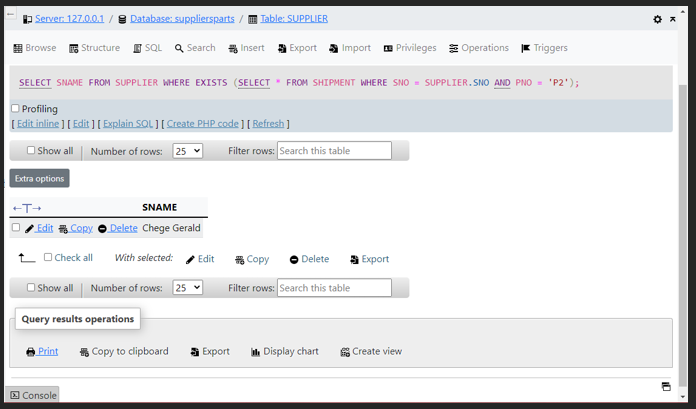 Server: 127.0.0.1 / Database: suppliersparts / Table: SUPPLIER
Browse Structure SQL Search Insert Export Import Privileges Operations Triggers
SELECT SNAME FROM SUPPLIER WHERE EXISTS (SELECT * FROM SHIPMENT WHERE SNO = SUPPLIER.SNO AND PNO = 'P2');
Profiling
[ Edit inline ] [ Edit ] [ Explain SQL ] [ Create PHP code ] [ Refresh ]
Show all Number of rows: 25 Filter rows: Search this table
Extra options
←T→ SNAME
Edit Copy Delete Chege Gerald
Check all With selected: Edit Copy Delete Export
Show all Number of rows: 25 Filter rows: Search this table
Query results operations
Print Copy to clipboard Export Display chart Create view
Console